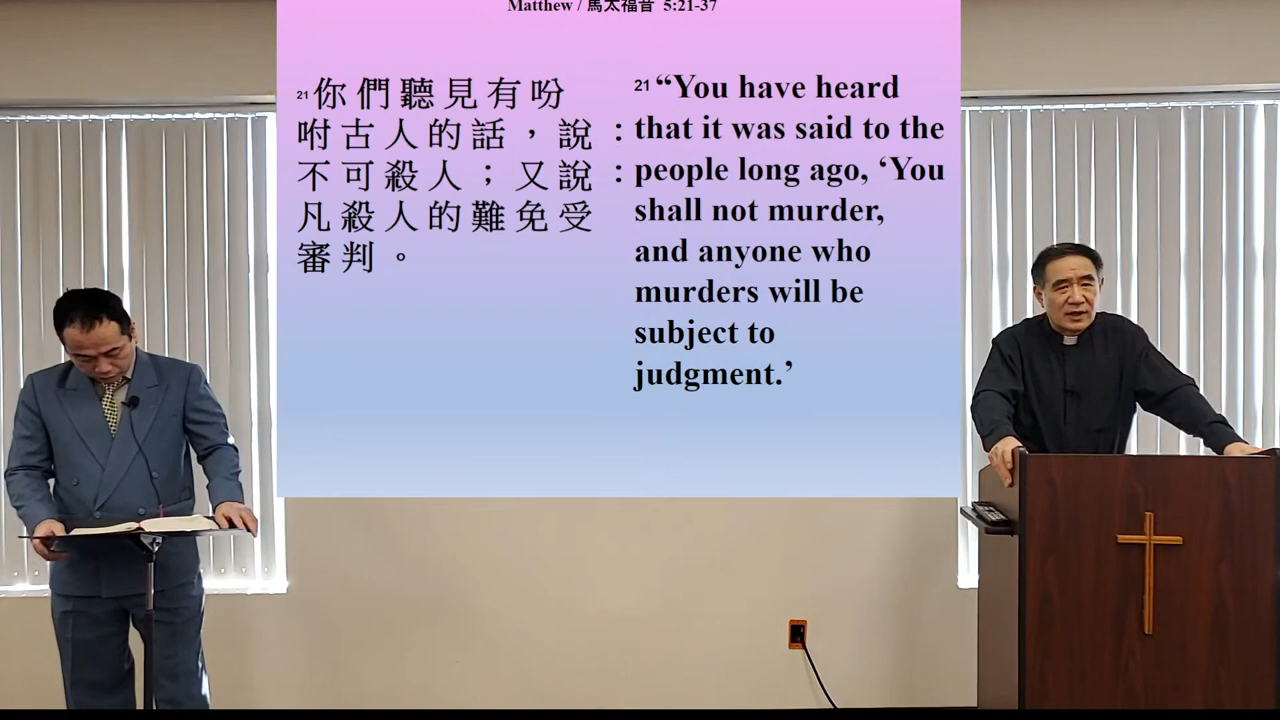 Matthew / 馬太福音 5:21-37
21 你們聽見有吩
咐古人的話，說：
不可殺人；又說：
凡殺人的難免受
審判。
21 “You have heard
that it was said to the
people long ago, ‘You
shall not murder,
and anyone who
murders will be
subject to
judgment.’